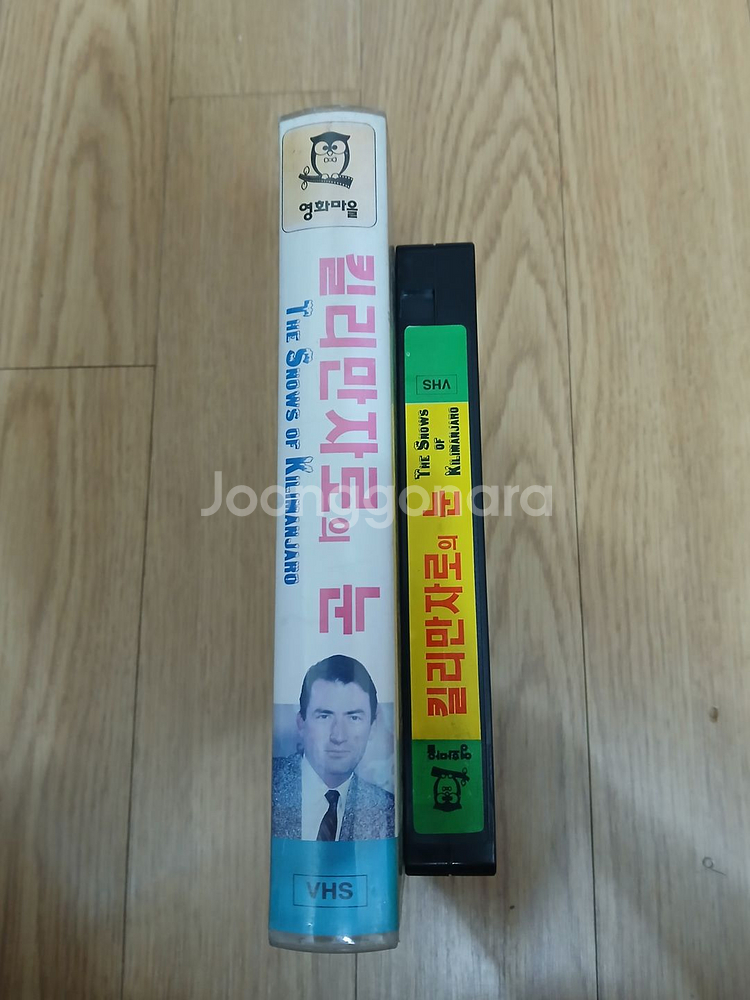 영화마을
킬리만자로의 눈
THE SNOWS OF KILIMANJARO
VHS
VHS
THE SNOWS
OF
KILIMANJARO
킬리만자로의 눈
영화마을
Joonggonara